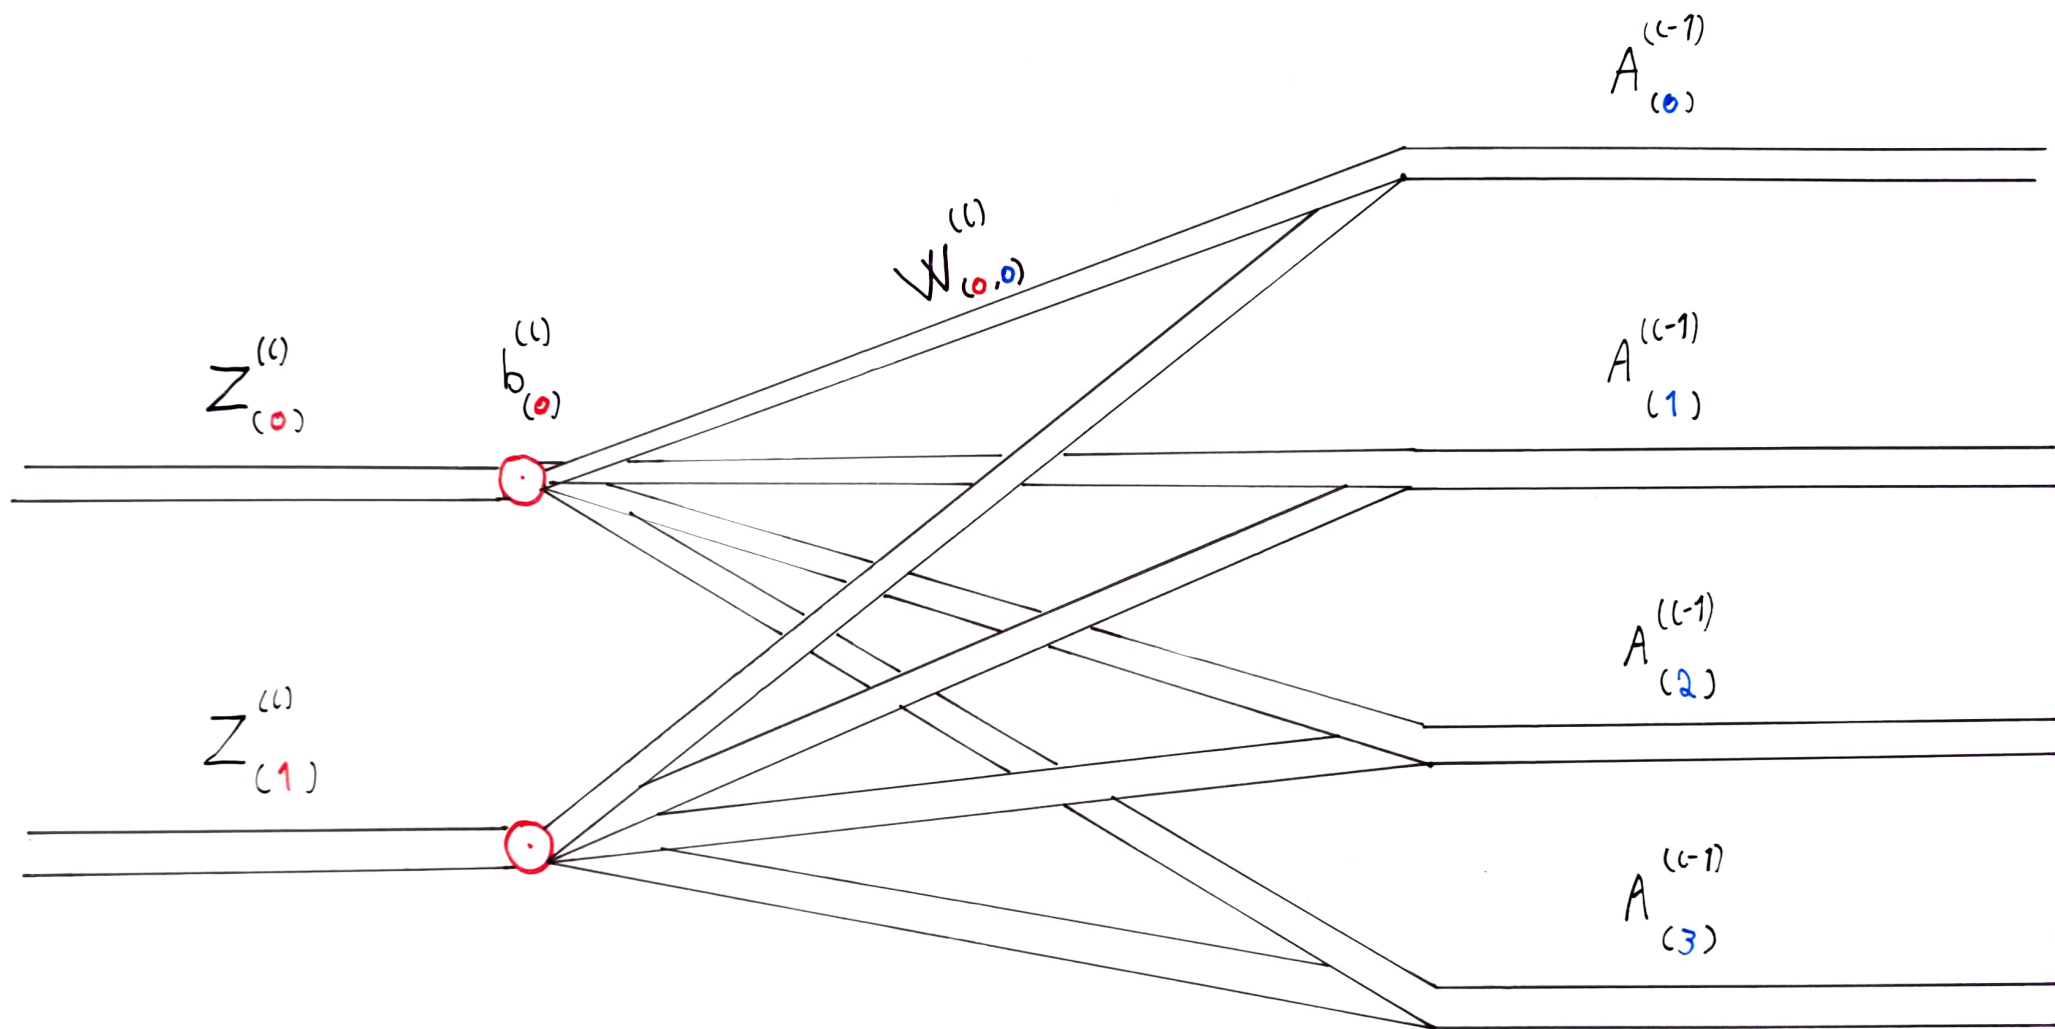 A^{(l-1)}_{(0)}
W^{(l)}_{(0,0)}
Z^{(l)}_{(0)}
b^{(l)}_{(0)}
A^{(l-1)}_{(1)}
A^{(l-1)}_{(2)}
Z^{(l)}_{(1)}
A^{(l-1)}_{(3)}